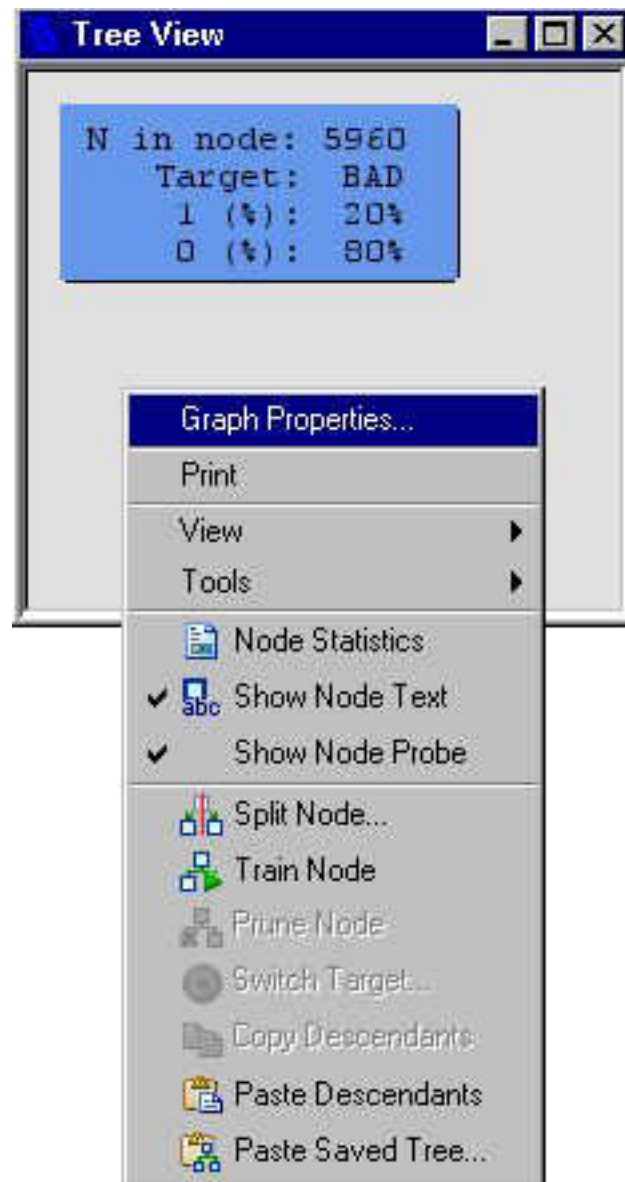 Tree View
N in node: 5960
Target: BAD
1 (%): 20%
0 (%): 80%
Graph Properties...
Print
View
Tools
Node Statistics
abc Show Node Text
Show Node Probe
Split Node...
Train Node
Prune Node
Switch Target...
Copy Descendants
Paste Descendants
Paste Saved Tree...